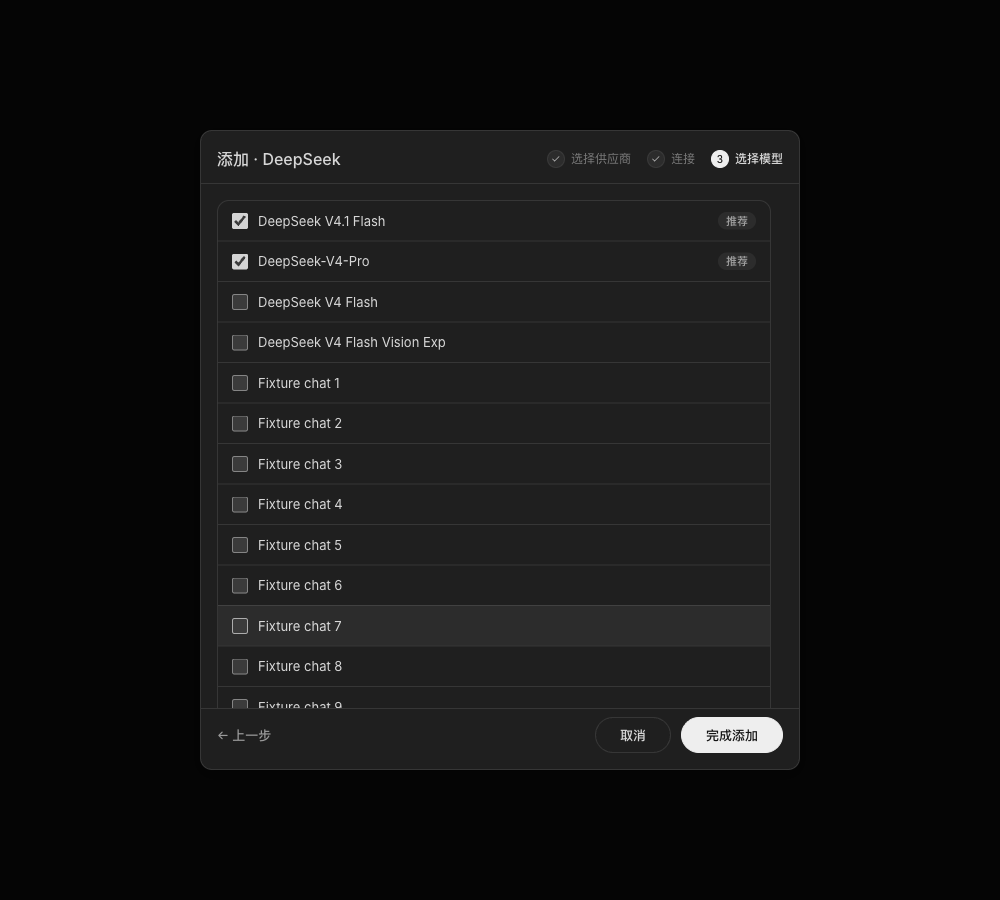 添加 · DeepSeek
选择供应商 连接 3 选择模型
DeepSeek V4.1 Flash 推荐
DeepSeek-V4-Pro 推荐
DeepSeek V4 Flash
DeepSeek V4 Flash Vision Exp
Fixture chat 1
Fixture chat 2
Fixture chat 3
Fixture chat 4
Fixture chat 5
Fixture chat 6
Fixture chat 7
Fixture chat 8
Fixture chat 9
← 上一步 取消 完成添加